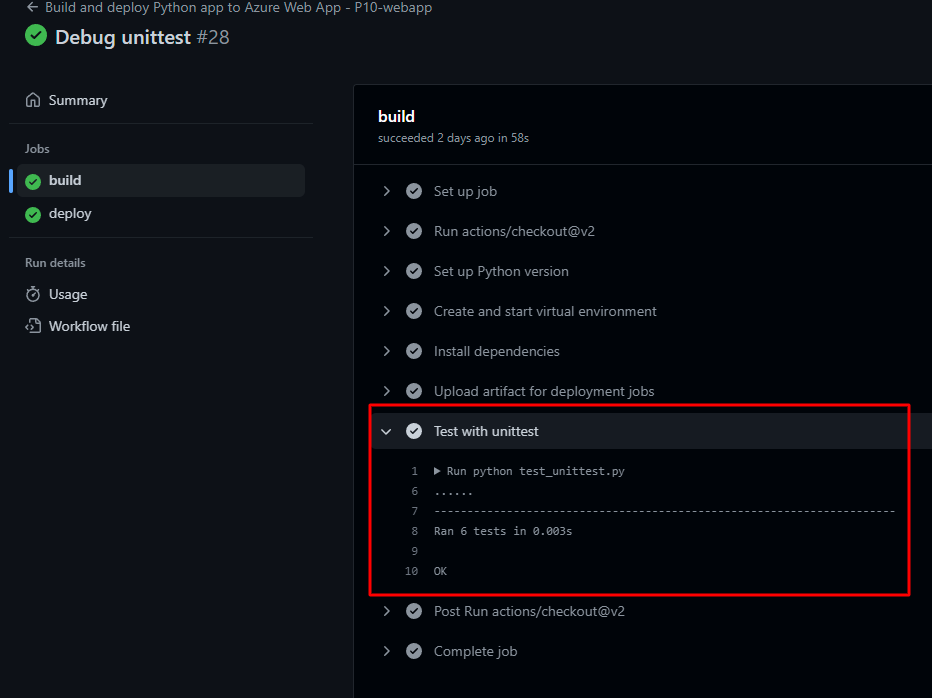 Build and deploy Python app to Azure Web App - P10-webapp
Debug unittest #28
Summary
Jobs
build
deploy
Run details
Usage
Workflow file
build
succeeded 2 days ago in 58s
Set up job
Run actions/checkout@v2
Set up Python version
Create and start virtual environment
Install dependencies
Upload artifact for deployment jobs
Test with unittest
1 Run python test_unittest.py
6 ......
7 ----------------------------------------------------------------------
8 Ran 6 tests in 0.003s
9
10 OK
Post Run actions/checkout@v2
Complete job